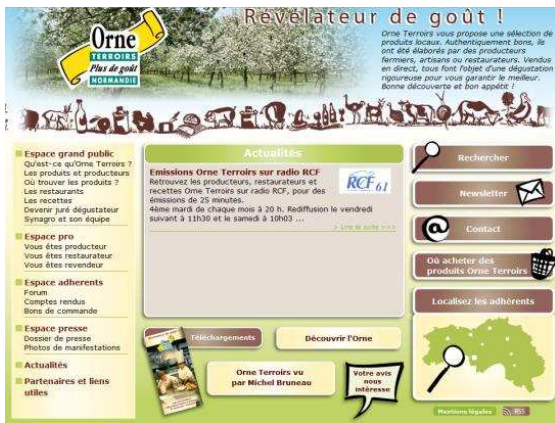 Révélateur de goût !
Orne
TERROIRS
Plus de goût
NORMANDIE
Orne Terroirs vous propose une sélection de
produits locaux. Authentiquement bons, ils
ont été élaborés par des producteurs
fermiers, artisans ou restaurateurs. Vendus
en direct, tous font l'objet d'une dégustation
rigoureuse pour vous garantir le meilleur.
Bonne découverte et bon appétit !
Espace grand public
Qu'est-ce qu'Orne Terroirs ?
Les produits et producteurs
Où trouver les produits ?
Les restaurants
Les recettes
Devenir juré dégustateur
Synagro et son équipe
Espace pro
Vous êtes producteur
Vous êtes restaurateur
Vous êtes revendeur
Espace adherents
Forum
Comptes rendus
Bons de commande
Espace presse
Dossier de presse
Photos de manifestations
Actualités
Partenaires et liens
utiles
Actualités
Emissions Orne Terroirs sur radio RCF
Retrouvez les producteurs, restaurateurs et
recettes Orne Terroirs sur RCF, pour des
émissions de 25 minutes.
4ème mardi de chaque mois à 20 h. Rediffusion le vendredi
suivant à 11h30 et le samedi à 10h03 ...
RCF 61
> Lire la suite >>>
Téléchargements
Découvrir l'Orne
Orne Terroirs vu
par Michel Bruneau
Votre avis
nous
intéresse
Rechercher
Newsletter
Contact
Où acheter des
produits Orne Terroirs
Localisez les adhérents
Mentions légales
RSS